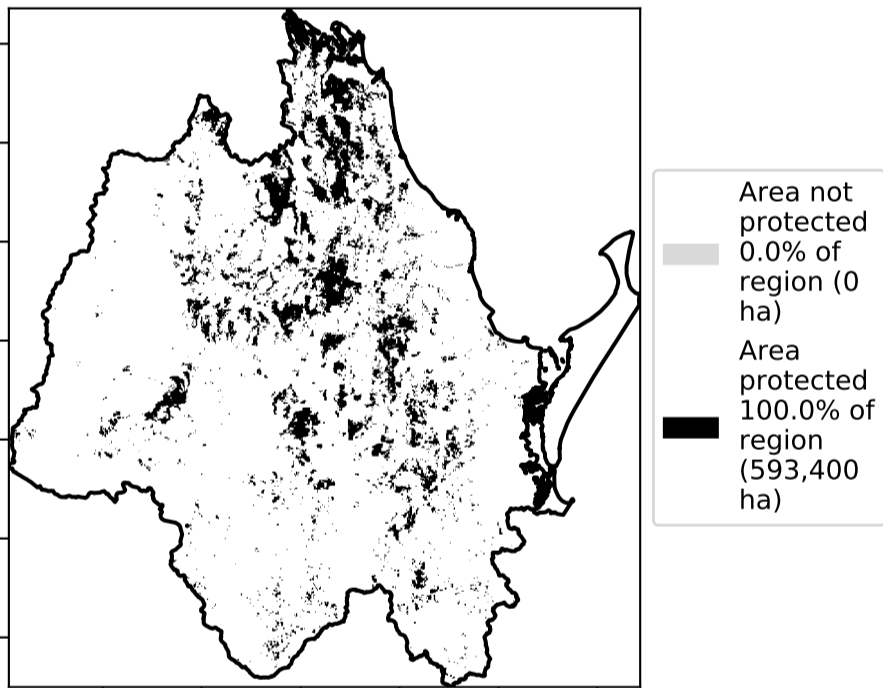 Area not
protected
0.0% of
region (0
ha)
Area
protected
100.0% of
region
(593,400
ha)